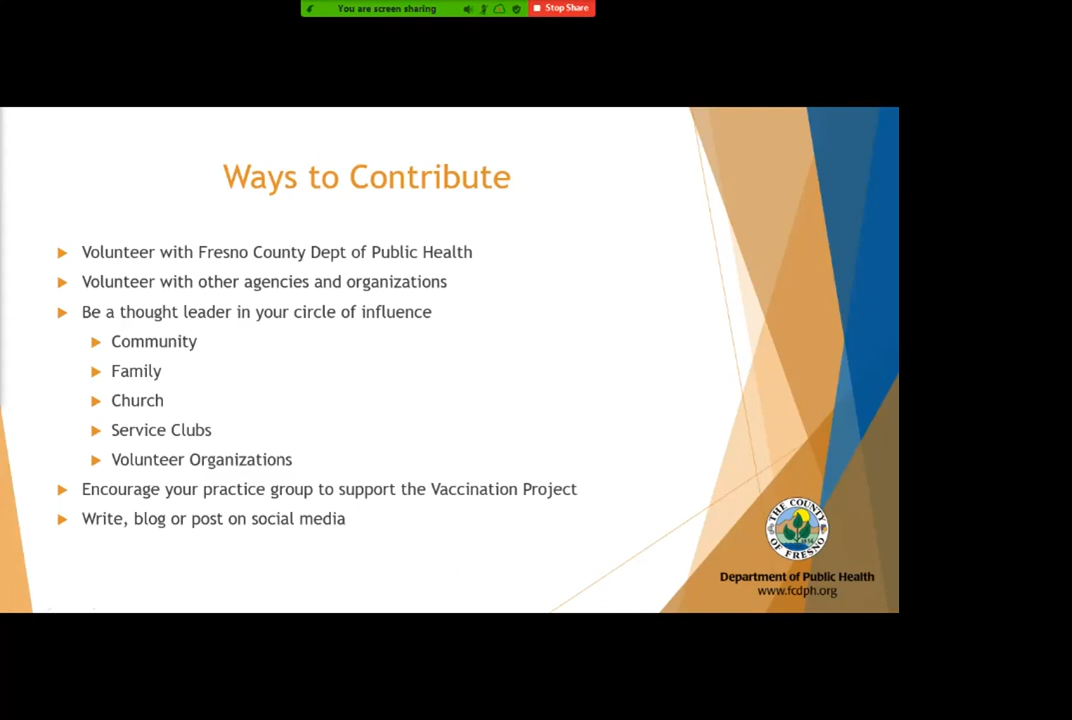 You are screen sharing
Stop Share
Ways to Contribute
Volunteer with Fresno County Dept of Public Health
Volunteer with other agencies and organizations
Be a thought leader in your circle of influence
Community
Family
Church
Service Clubs
Volunteer Organizations
Encourage your practice group to support the Vaccination Project
Write, blog or post on social media
THE COUNTY
OF FRESNO
Department of Public Health
www.fcdph.org